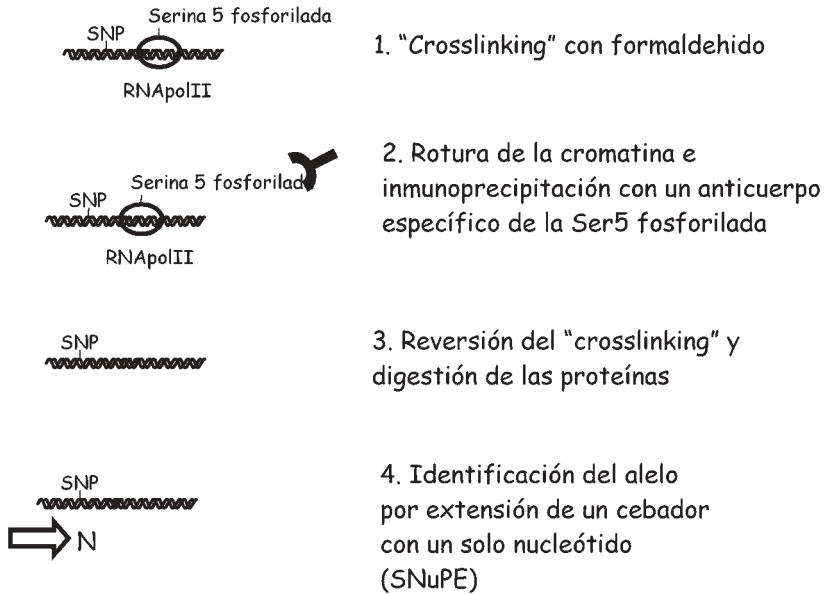 SNP
Serina 5 fosforilada
RNApolII
1. “Crosslinking” con formaldehido
SNP
Serina 5 fosforilada
RNApolII
2. Rotura de la cromatina e
inmunoprecipitación con un anticuerpo
específico de la Ser5 fosforilada
SNP
3. Reversión del “crosslinking” y
digestión de las proteínas
SNP
N
4. Identificación del alelo
por extensión de un cebador
con un solo nucleótido
(SNuPE)